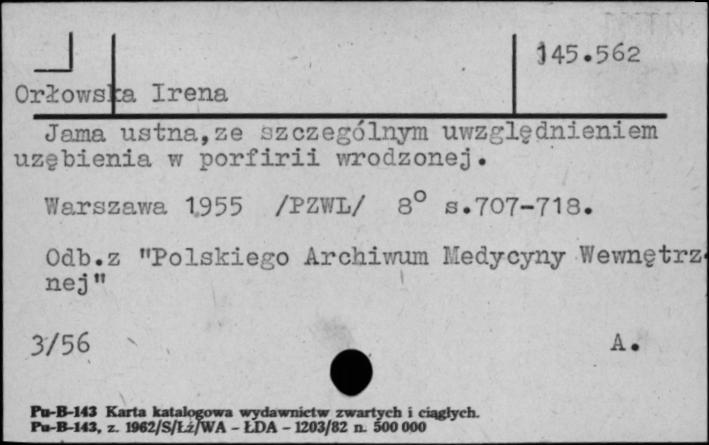 145.562
Orłowska Irena
Jama ustna,ze szczególnym uwzględnieniem
uzębienia w porfirii wrodzonej.
Warszawa 1955 /PZWL/ 8° s.707-718.
Odb.z "Polskiego Archiwum Medycyny Wewnętrz-
nej"
3/56 A.
Pu-B-143 Karta katalogowa wydawnictw zwartych i ciągłych.
Pu-B-143, z. 1962/S/Łż/WA - ŁDA - 1203/82 n. 500 000